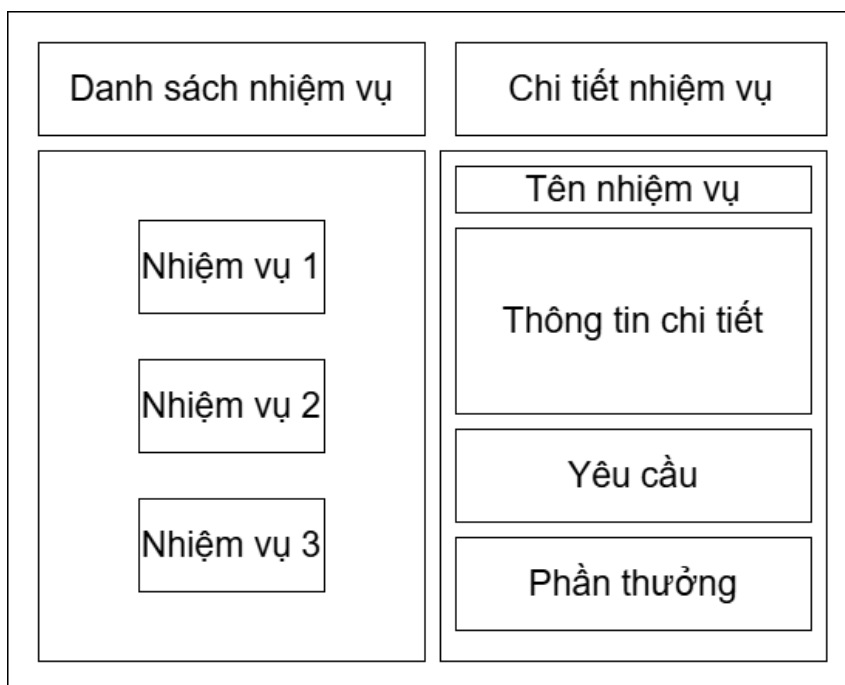 Danh sách nhiệm vụ
Chi tiết nhiệm vụ
Nhiệm vụ 1
Nhiệm vụ 2
Nhiệm vụ 3
Tên nhiệm vụ
Thông tin chi tiết
Yêu cầu
Phần thưởng